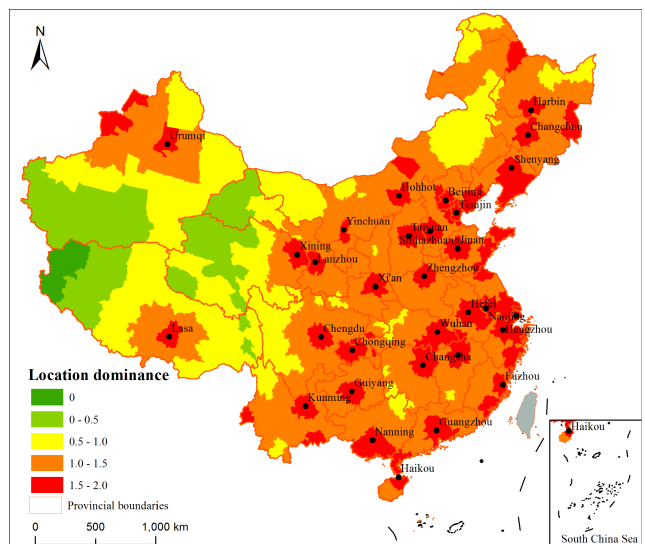 N
Harbin
Changchun
Urumqi
Shenyang
Hohhot
Beijing
Tianjin
Yinchuan
Taiyuan
Shijiazhuang
Jinan
Xining
Lanzhou
Zhengzhou
Xi'an
Hefei
Nanjing
Lasa
Wuhan
Hangzhou
Chengdu
Chongqing
Changsha
Location dominance
Fuzhou
Guiyang
0
Kunming
0 - 0.5
Guangzhou
Haikou
0.5 - 1.0
Nanning
1.0 - 1.5
Haikou
1.5 - 2.0
Provincial boundaries
0 500 1,000 km
South China Sea